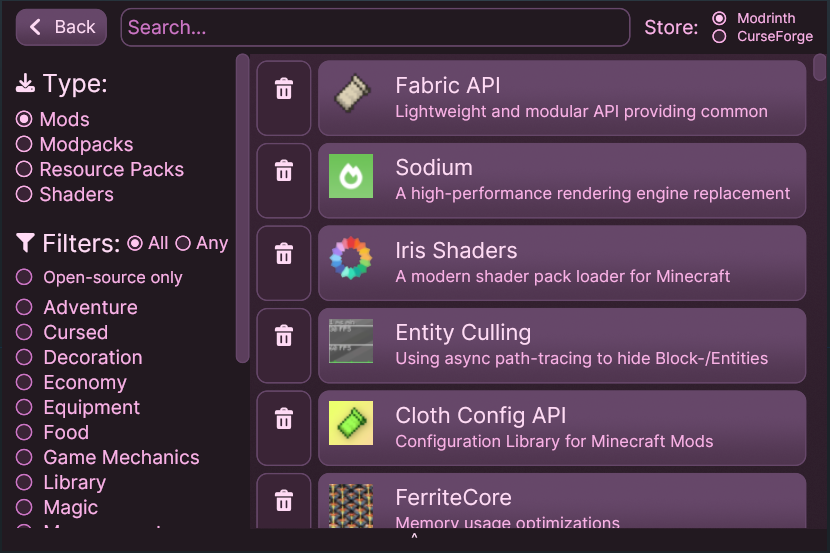 Back
Search...
Store:
Modrinth
CurseForge
Type:
Mods
Modpacks
Resource Packs
Shaders
Filters:
All
Any
Open-source only
Adventure
Cursed
Decoration
Economy
Equipment
Food
Game Mechanics
Library
Magic
Fabric API
Lightweight and modular API providing common
Sodium
A high-performance rendering engine replacement
Iris Shaders
A modern shader pack loader for Minecraft
Entity Culling
Using async path-tracing to hide Block-/Entities
Cloth Config API
Configuration Library for Minecraft Mods
FerriteCore
Memory usage optimizations
^